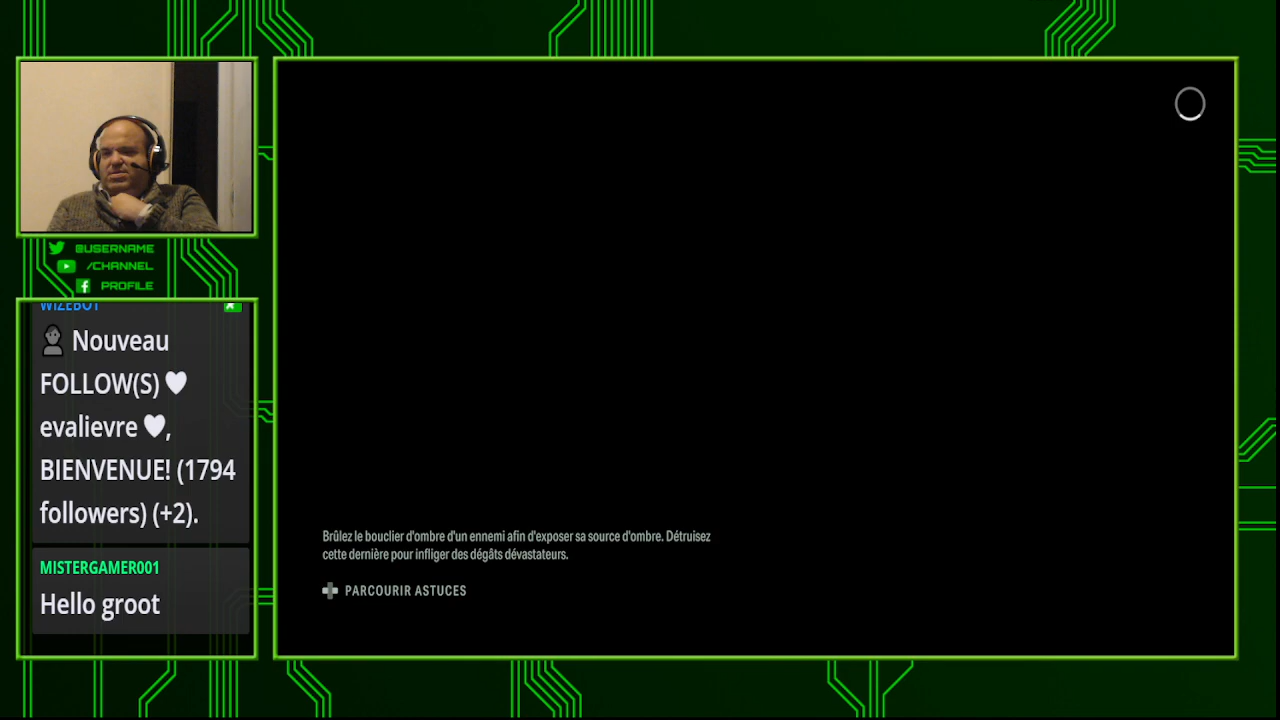 @USERNAME
/CHANNEL
PROFILE
WIZEBOT
Nouveau
FOLLOW(S)
evalievre ,
BIENVENUE! (1794
followers) (+2).
MISTERGAMER001
Hello groot
Brûlez le bouclier d'ombre d'un ennemi afin d'exposer sa source d'ombre. Détruisez
cette dernière pour infliger des dégâts dévastateurs.
PARCOURIR ASTUCES